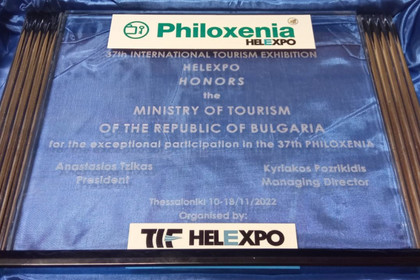 Philoxenia
HELEXPO
37th INTERNATIONAL TOURISM EXHIBITION
HELEXPO
HONORS
the
MINISTRY OF TOURISM
OF THE REPUBLIC OF BULGARIA
for the exceptional participation in the 37th PHILOXENIA
Anastasios Tzikas
President
Kyriakos Pozrikidis
Managing Director
Thessaloniki 10-18/11/2022
Organised by:
TIF HELEXPO